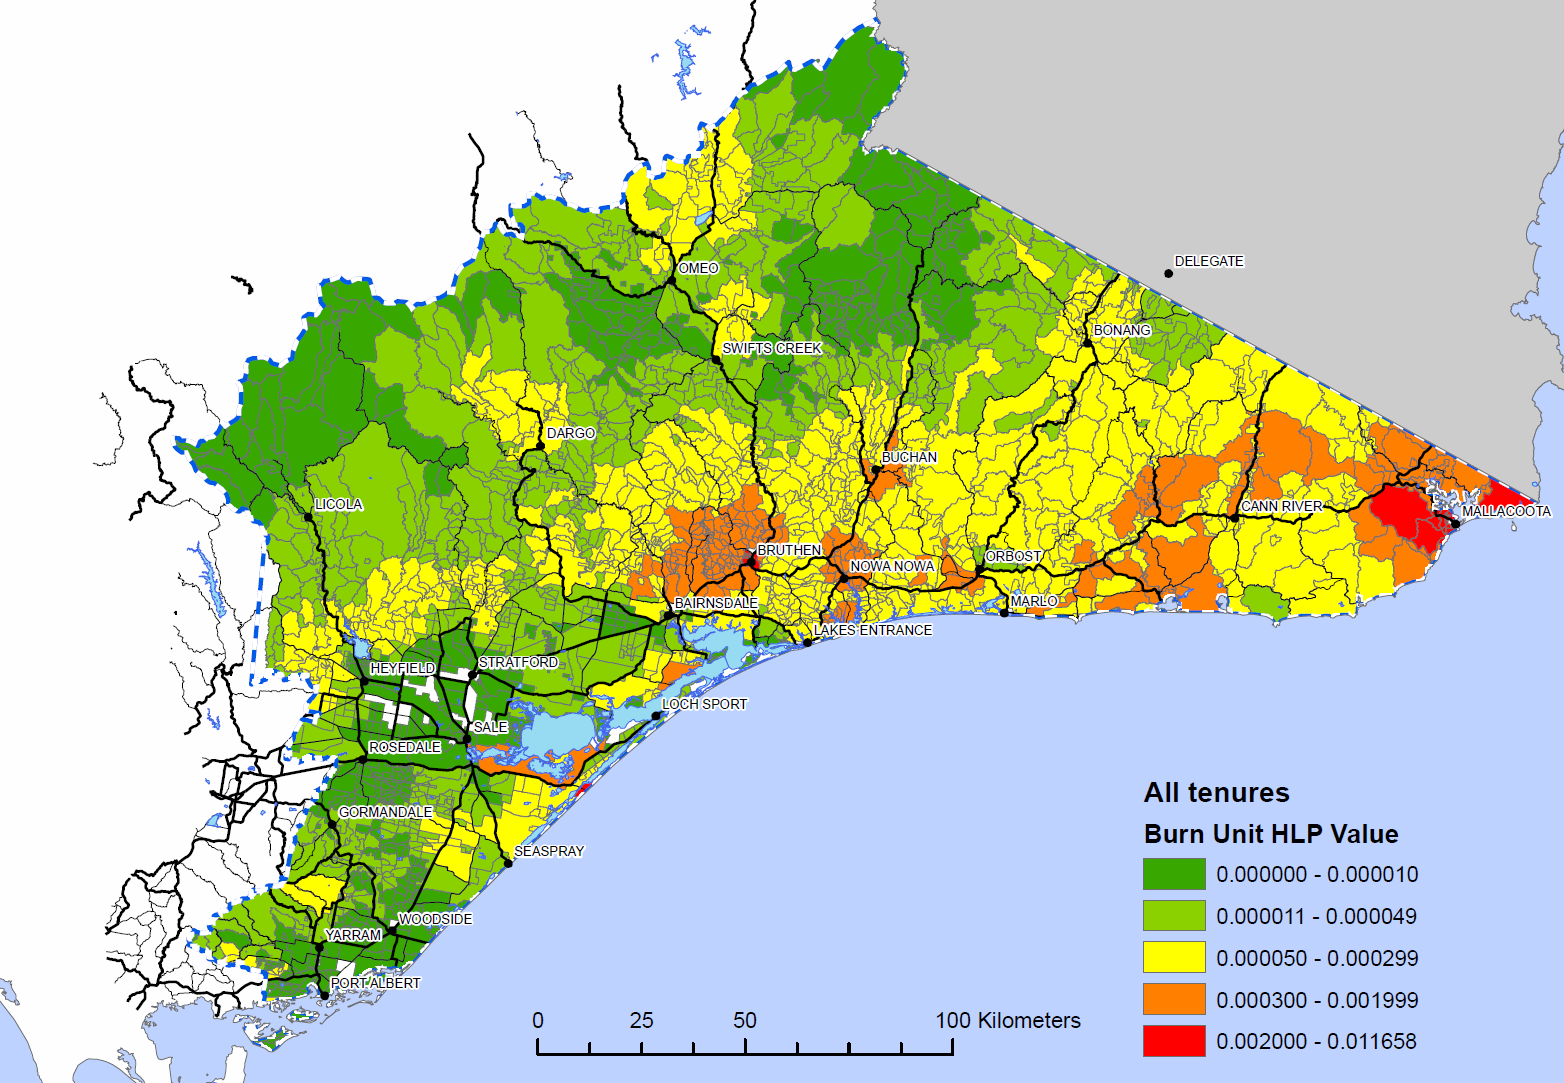 DELEGATE
OMEO
BONANG
SWIFTS CREEK
DARGO
BUCHAN
LICOLA
CANN RIVER
MALLACOOTA
BRUTHEN
ORBOST
NOWA NOWA
BAIRNSDALE
MARLO
LAKES ENTRANCE
HEYFIELD
STRATFORD
LOCH SPORT
SALE
ROSEDALE
GORMANDALE
SEASPRAY
WOODSIDE
YARRAM
PORT ALBERT
All tenures
Burn Unit HLP Value
0.000000 - 0.000010
0.000011 - 0.000049
0.000050 - 0.000299
0.000300 - 0.001999
0.002000 - 0.011658
0 25 50 100 Kilometers